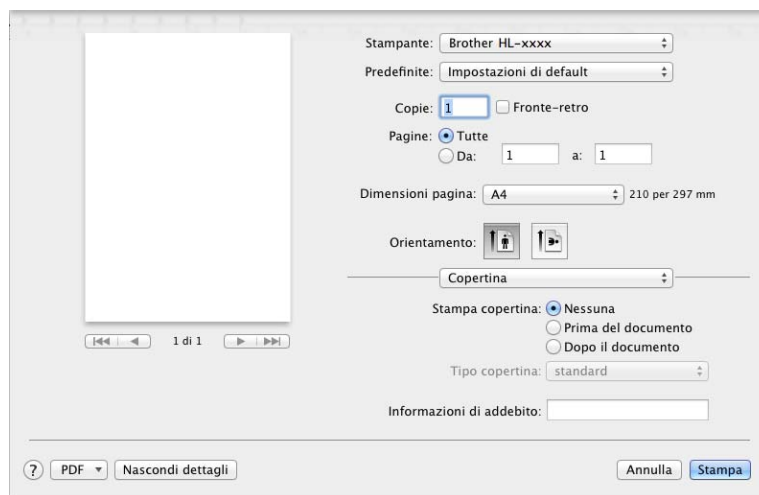 Stampante: Brother HL-xxxx
Predefinite: Impostazioni di default
Copie: 1 Fronte-retro
Pagine: Tutte
Da: 1 a: 1
Dimensioni pagina: A4 210 per 297 mm
Orientamento:
Copertina
Stampa copertina: Nessuna
Prima del documento
Dopo il documento
1 di 1
Tipo copertina: standard
Informazioni di addebito:
? PDF Nascondi dettagli Annulla Stampa